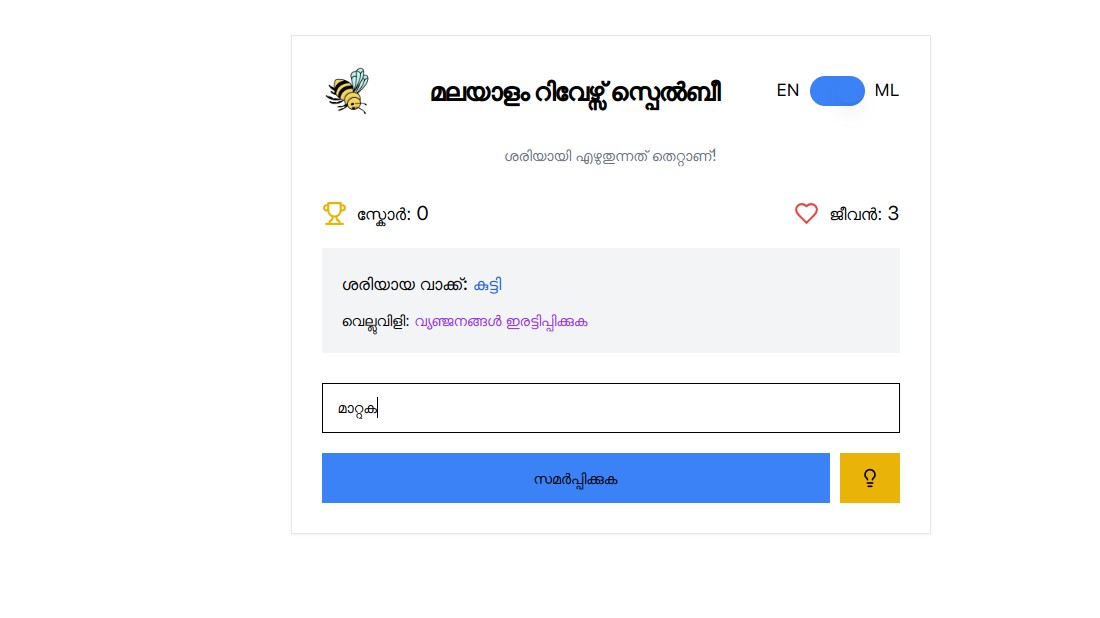 മലയാളം റിവേഴ്സ് സ്പെൽബീ
EN ML
ശരിയായി എഴുതുന്നത് തെറ്റാണ്!
സ്കോർ: 0
ജീവൻ: 3
ശരിയായ വാക്ക്: കുട്ടി
വെല്ലുവിളി: വ്യഞ്ജനങ്ങൾ ഇരട്ടിപ്പിക്കുക
മാറ്റുക
സമർപ്പിക്കുക